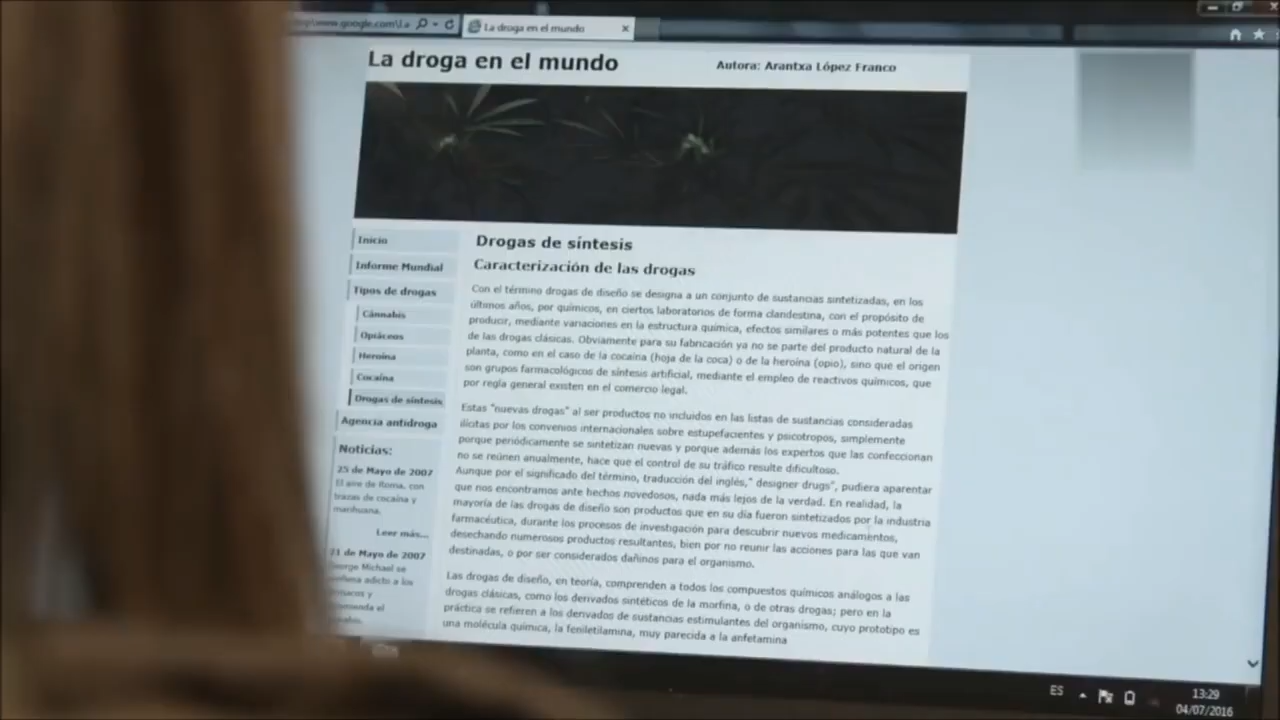 www.google.com\La
La droga en el mundo
La droga en el mundo
Autora: Arantxa López Franco
Inicio
Informe Mundial
Tipos de drogas
Cánnabis
Opiáceos
Heroína
Cocaína
Drogas de síntesis
Agencia antidroga
Noticias:
25 de Mayo de 2007
El aire de Roma, con
trazas de cocaína y
marihuana.
Leer más...
21 de Mayo de 2007
George Michael se
adicto a los
y
el
Drogas de síntesis
Caracterización de las drogas
Con el término drogas de diseño se designa a un conjunto de sustancias sintetizadas, en los
últimos años, por químicos, en ciertos laboratorios de forma clandestina, con el propósito de
producir, mediante variaciones en la estructura química, efectos similares o más potentes que los
de las drogas clásicas. Obviamente para su fabricación ya no se parte del producto natural de la
planta, como en el caso de la cocaína (hoja de la coca) o de la heroína (opio), sino que el origen
son grupos farmacológicos de síntesis artificial, mediante el empleo de reactivos químicos, que
por regla general existen en el comercio legal.
Estas "nuevas drogas" al ser productos no incluidos en las listas de sustancias consideradas
ilícitas por los convenios internacionales sobre estupefacientes y psicotropos, simplemente
porque periódicamente se sintetizan nuevas y porque además los expertos que las confeccionan
no se reúnen anualmente, hace que el control de su tráfico resulte dificultoso.
Aunque por el significado del término, traducción del inglés," designer drugs", pudiera aparentar
que nos encontramos ante hechos novedosos, nada más lejos de la verdad. En realidad, la
mayoría de las drogas de diseño son productos que en su día fueron sintetizados por la industria
farmacéutica, durante los procesos de investigación para descubrir nuevos medicamentos,
desechando numerosos productos resultantes, bien por no reunir las acciones para las que van
destinadas, o por ser considerados dañinos para el organismo.
Las drogas de diseño, en teoría, comprenden a todos los compuestos químicos análogos a las
drogas clásicas, como los derivados sintéticos de la morfina, o de otras drogas; pero en la
práctica se refieren a los derivados de sustancias estimulantes del organismo, cuyo prototipo es
una molécula química, la feniletilamina, muy parecida a la anfetamina
ES
13:29
04/07/2016